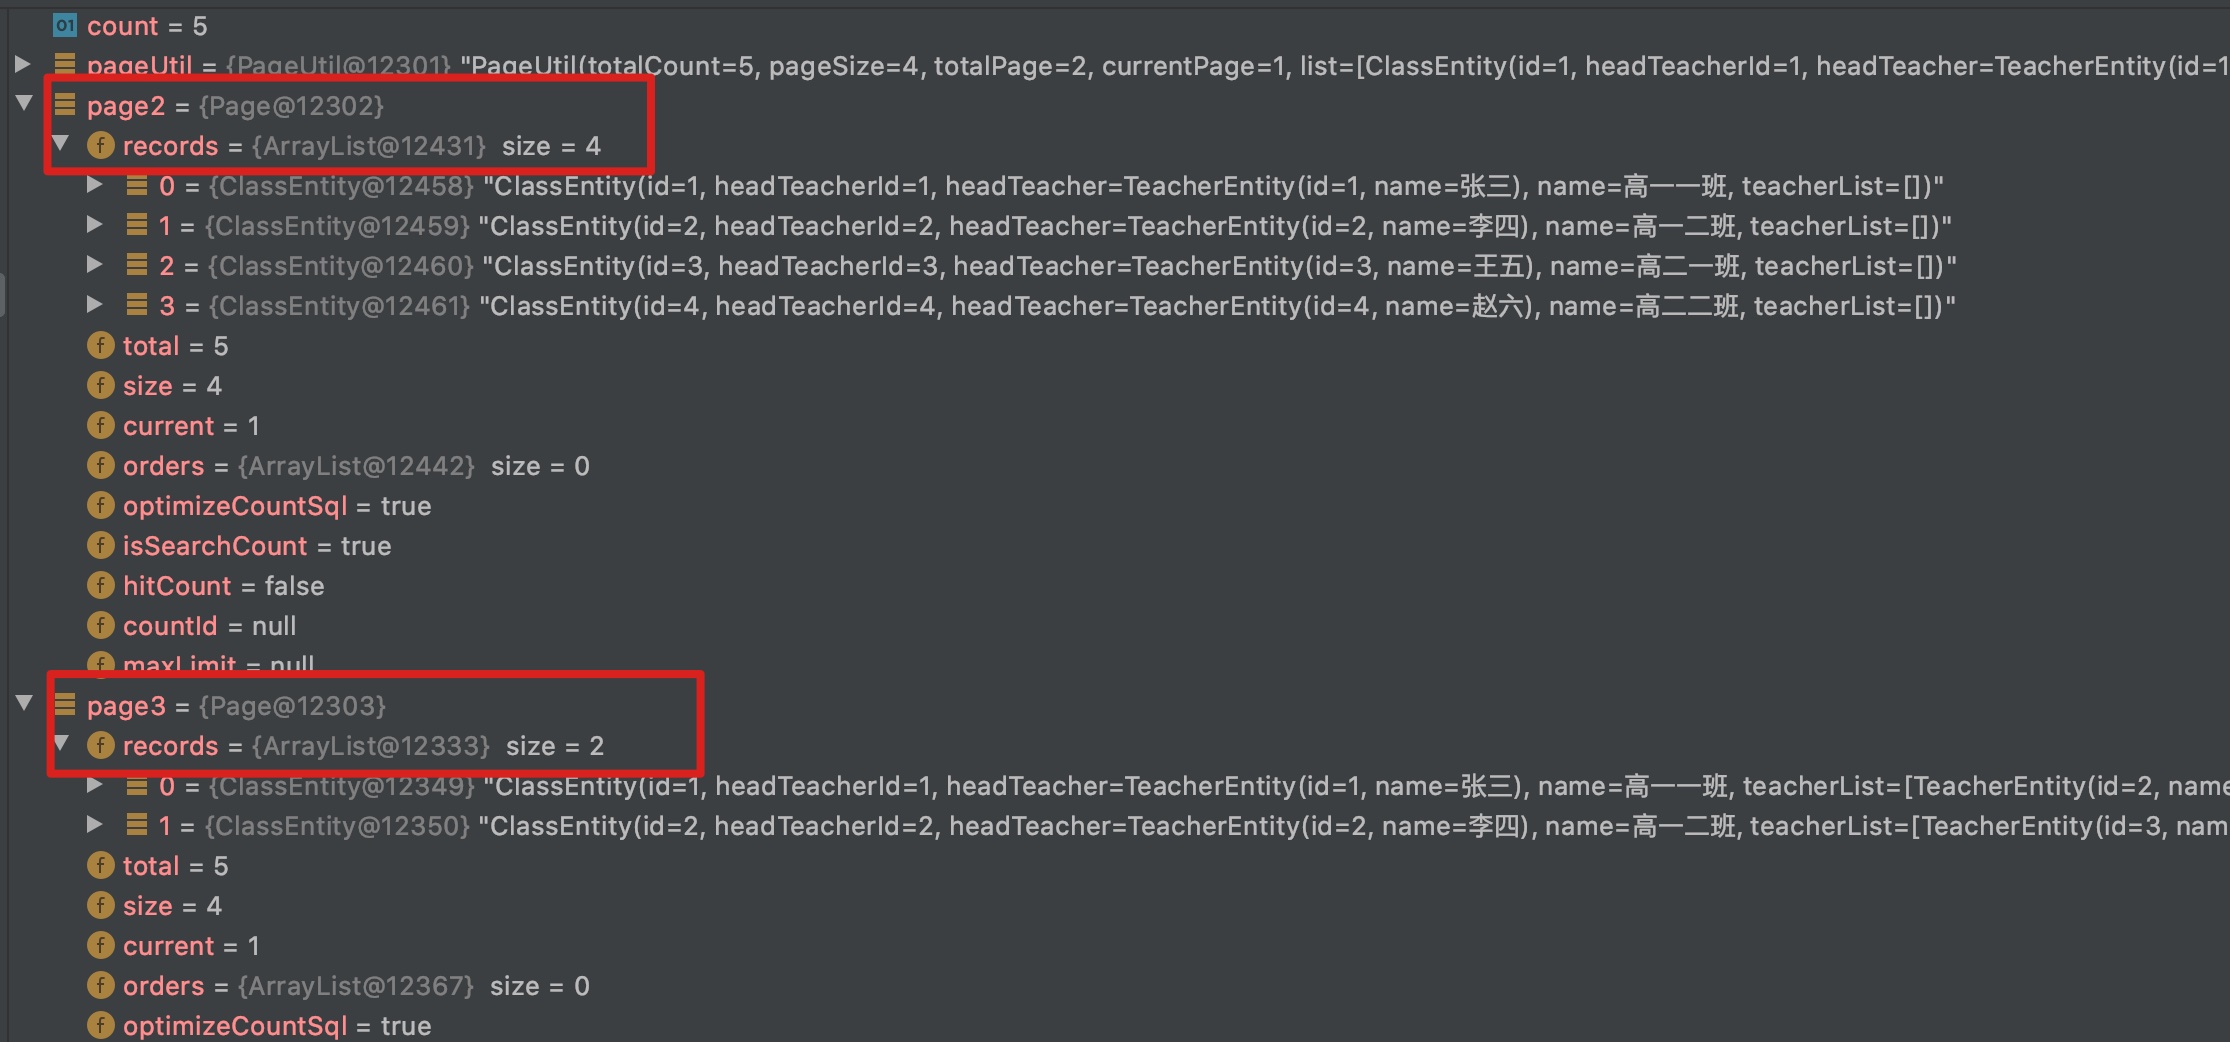 count = 5
pageUtil = {PageUtil@12301} "PageUtil(totalCount=5, pageSize=4, totalPage=2, currentPage=1, list=[ClassEntity(id=1, headTeacherId=1, headTeacher=TeacherEntity(id=1
page2 = {Page@12302}
records = {ArrayList@12431} size = 4
0 = {ClassEntity@12458} "ClassEntity(id=1, headTeacherId=1, headTeacher=TeacherEntity(id=1, name=张三), name=高一一班, teacherList=[])"
1 = {ClassEntity@12459} "ClassEntity(id=2, headTeacherId=2, headTeacher=TeacherEntity(id=2, name=李四), name=高一二班, teacherList=[])"
2 = {ClassEntity@12460} "ClassEntity(id=3, headTeacherId=3, headTeacher=TeacherEntity(id=3, name=王五), name=高二一班, teacherList=[])"
3 = {ClassEntity@12461} "ClassEntity(id=4, headTeacherId=4, headTeacher=TeacherEntity(id=4, name=赵六), name=高二二班, teacherList=[])"
total = 5
size = 4
current = 1
orders = {ArrayList@12442} size = 0
optimizeCountSql = true
isSearchCount = true
hitCount = false
countId = null
maxLimit = null
page3 = {Page@12303}
records = {ArrayList@12333} size = 2
0 = {ClassEntity@12349} "ClassEntity(id=1, headTeacherId=1, headTeacher=TeacherEntity(id=1, name=张三), name=高一一班, teacherList=[TeacherEntity(id=2, name
1 = {ClassEntity@12350} "ClassEntity(id=2, headTeacherId=2, headTeacher=TeacherEntity(id=2, name=李四), name=高一二班, teacherList=[TeacherEntity(id=3, nam
total = 5
size = 4
current = 1
orders = {ArrayList@12367} size = 0
optimizeCountSql = true